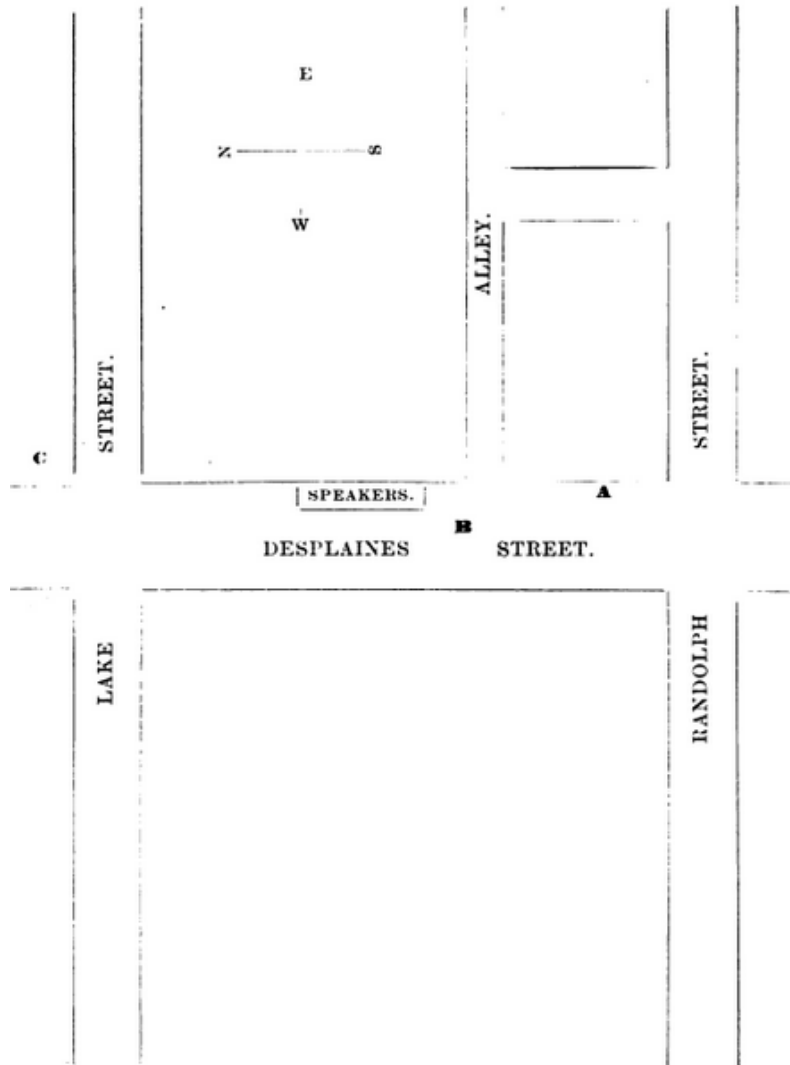 E
N
S
W
ALLEY.
STREET.
STREET.
C
SPEAKERS.
A
B
DESPLAINES STREET.
LAKE
RANDOLPH